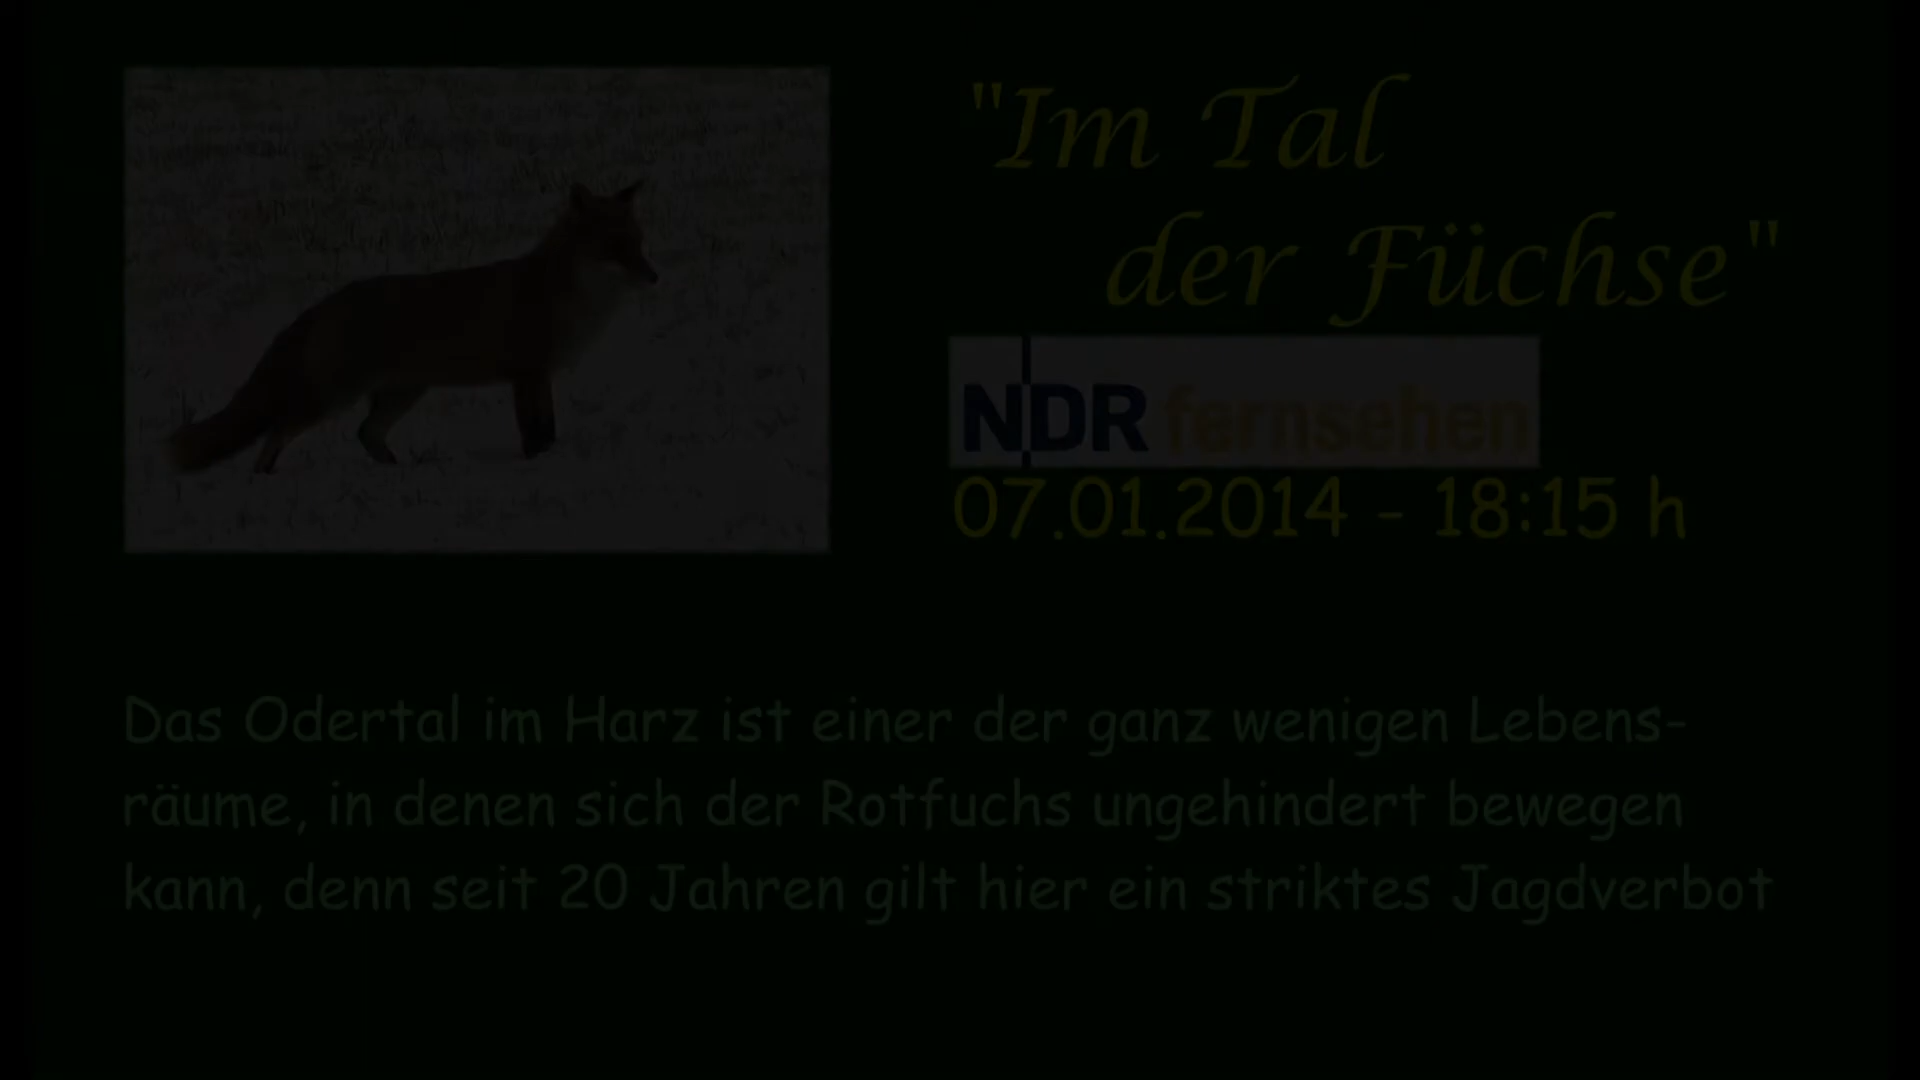 "Im Tal
der Füchse"
NDR fernsehen
07.01.2014 - 18:15 h
Das Odertal im Harz ist einer der ganz wenigen Lebens-
räume, in denen sich der Rotfuchs ungehindert bewegen
kann, denn seit 20 Jahren gilt hier ein striktes Jagdverbot